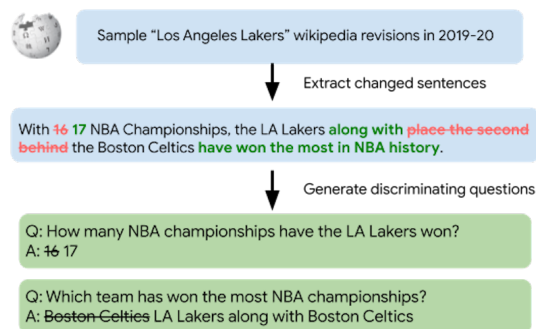 Sample “Los Angeles Lakers” wikipedia revisions in 2019-20
Extract changed sentences
With 16 17 NBA Championships, the LA Lakers along with place the second
behind the Boston Celtics have won the most in NBA history.
Generate discriminating questions
Q: How many NBA championships have the LA Lakers won?
A: 16 17
Q: Which team has won the most NBA championships?
A: Boston Celtics LA Lakers along with Boston Celtics